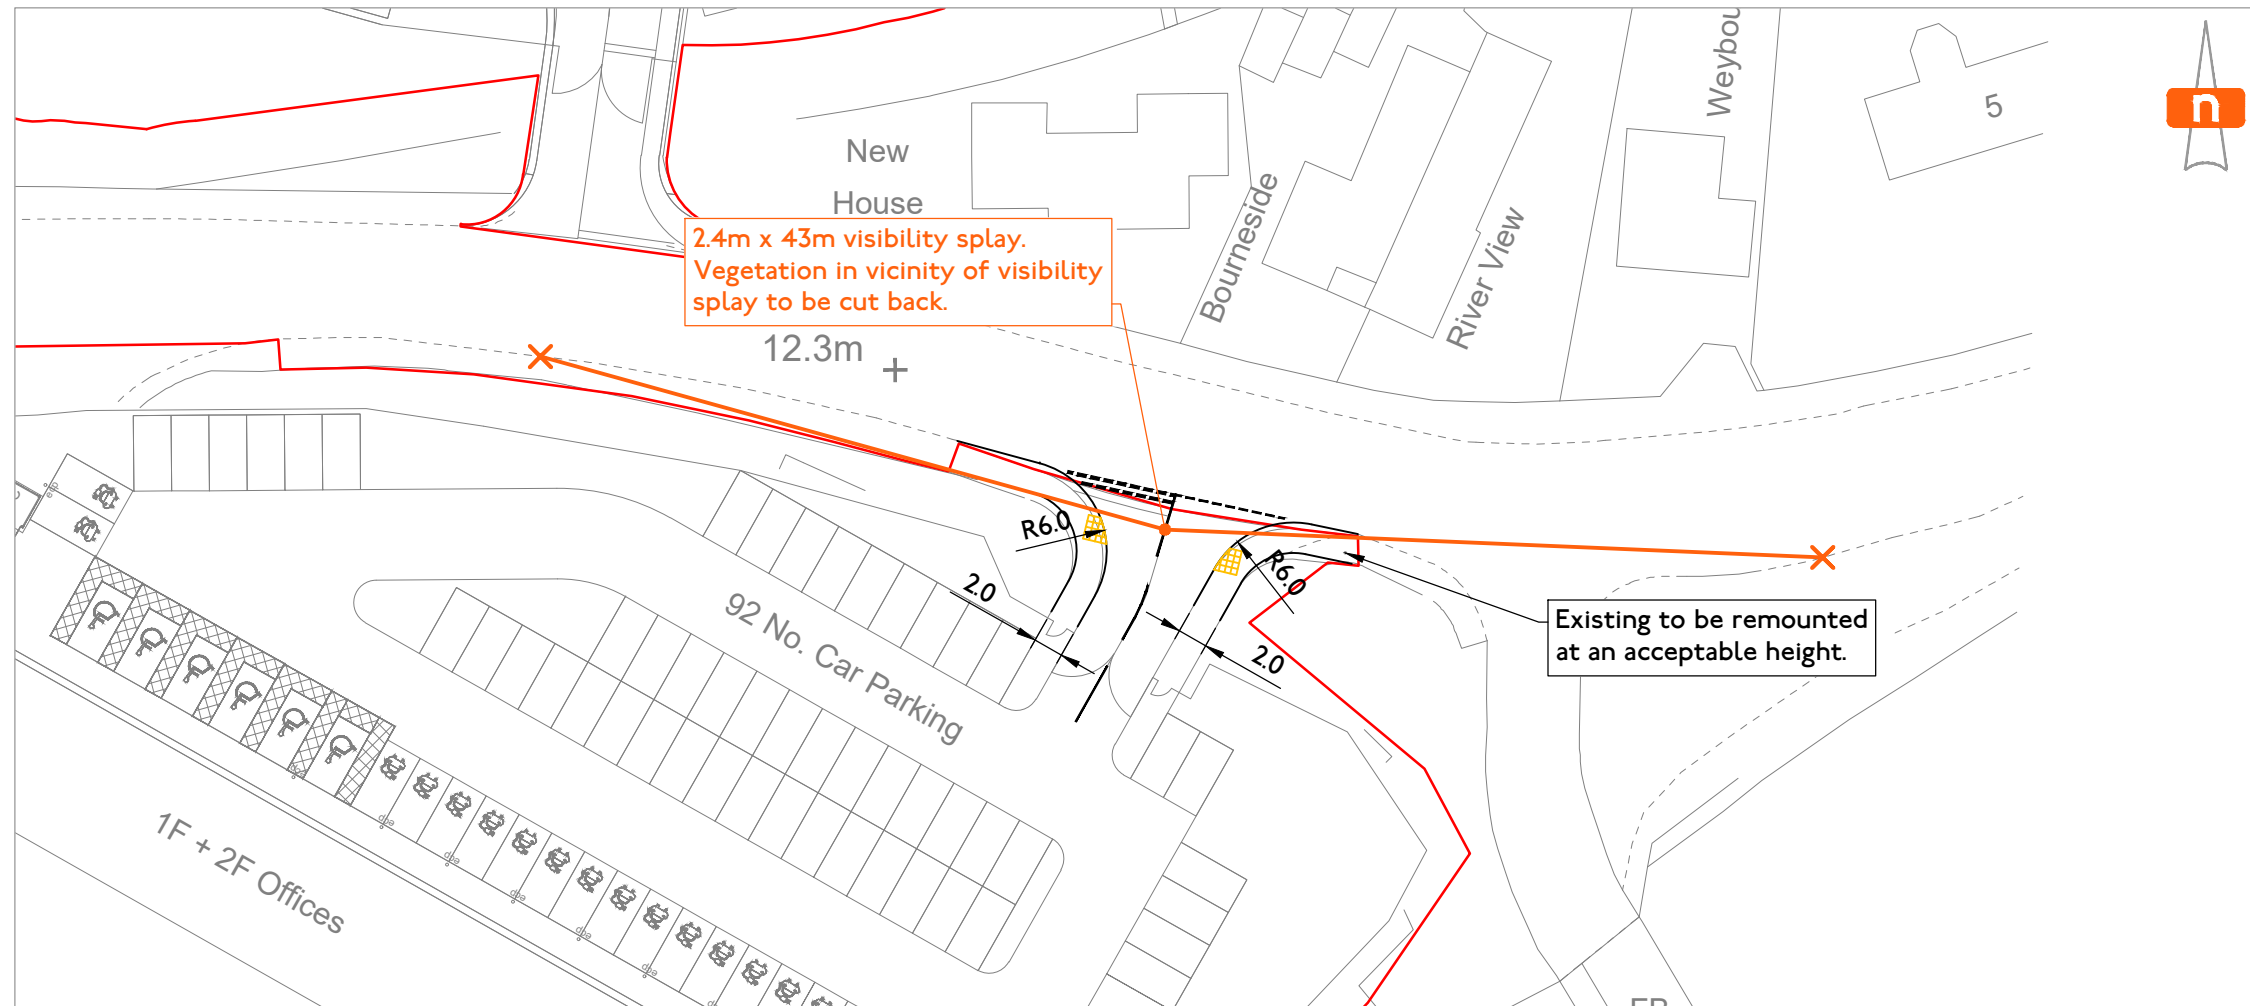 Weybou
5
n
New
House
Bourneside
River View
2.4m x 43m visibility splay.
Vegetation in vicinity of visibility
splay to be cut back.
12.3m
R6.0
R6.0
2.0
2.0
Existing to be remounted
at an acceptable height.
92 No. Car Parking
1F + 2F Offices